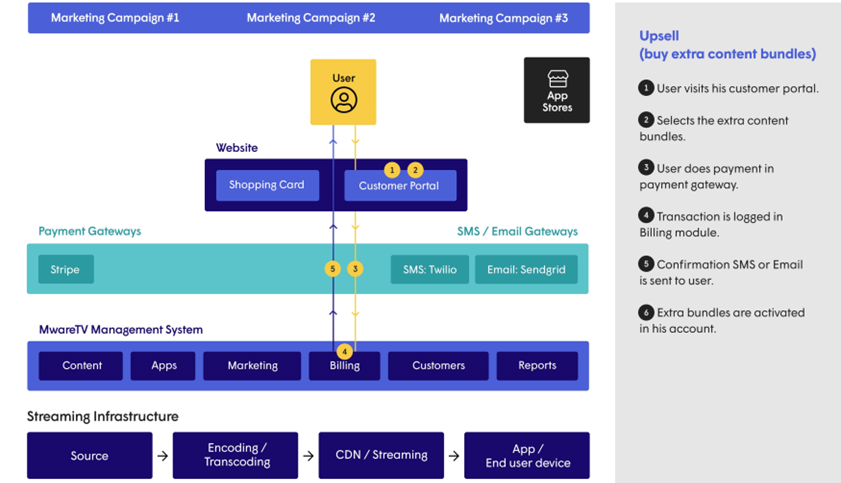 Marketing Campaign #1 Marketing Campaign #2 Marketing Campaign #3
User
App
Stores
Website
Shopping Card
1 2
Customer Portal
Payment Gateways
SMS / Email Gateways
Stripe
5 3
SMS: Twilio
Email: Sendgrid
MwareTV Management System
4
Content Apps Marketing Billing Customers Reports
Streaming Infrastructure
Source
Encoding /
Transcoding
CDN / Streaming
App /
End user device
Upsell
(buy extra content bundles)
1 User visits his customer portal.
2 Selects the extra content
bundles.
3 User does payment in
payment gateway.
4 Transaction is logged in
Billing module.
5 Confirmation SMS or Email
is sent to user.
6 Extra bundles are activated
in his account.